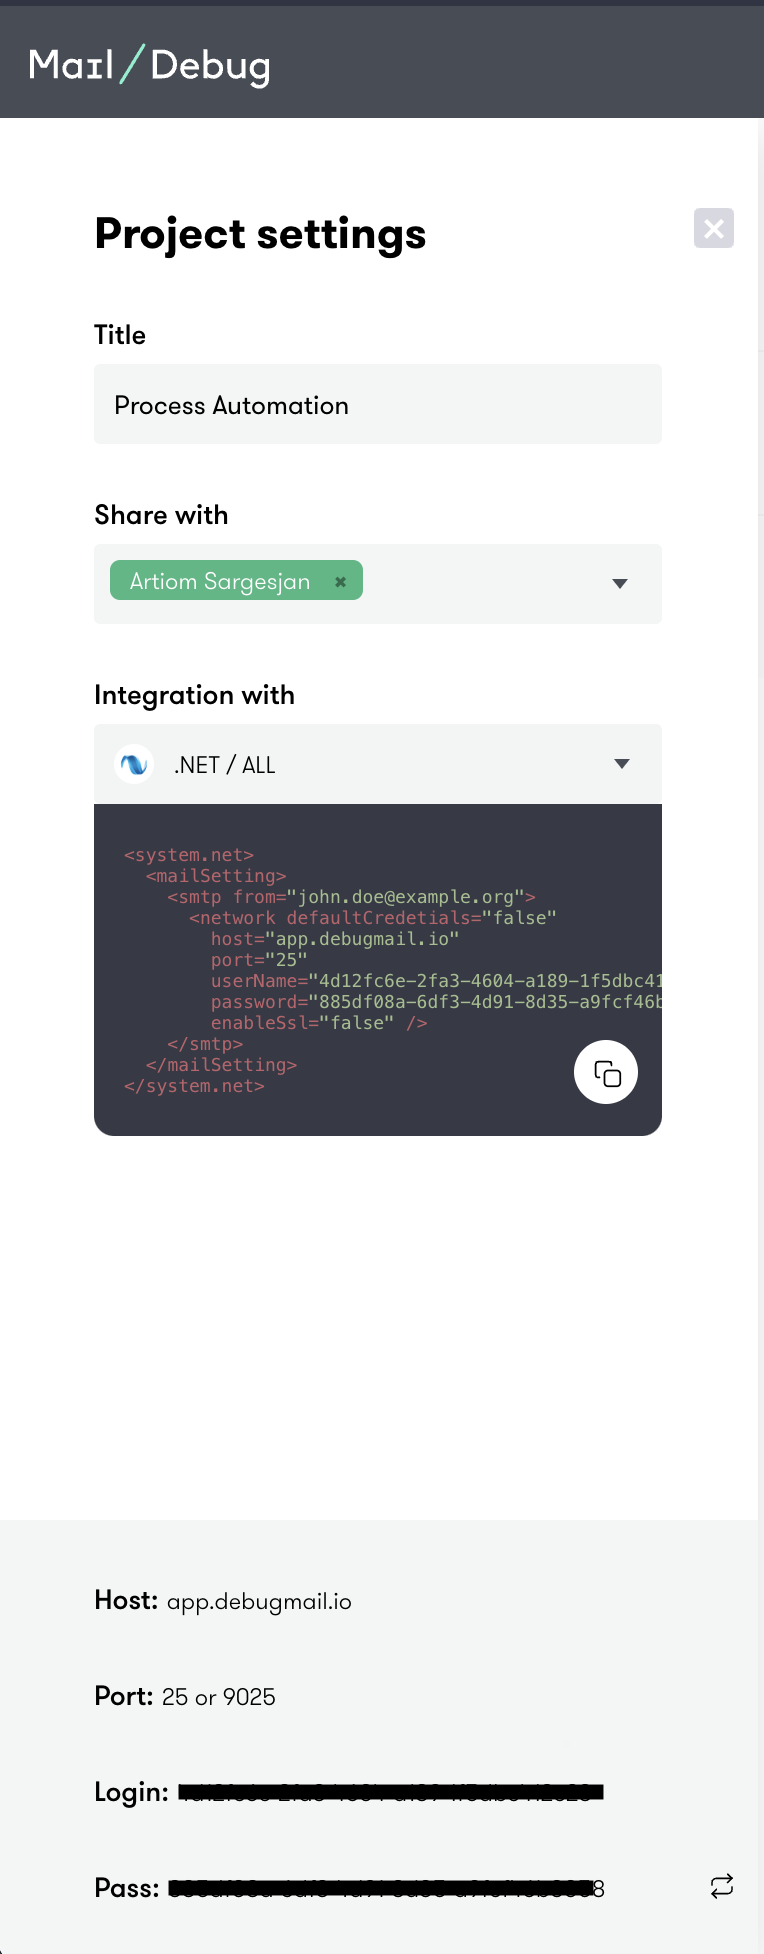 Mail/Debug
Project settings
Title
Process Automation
Share with
Artiom Sargesjan ×
Integration with
.NET / ALL
<system.net>
  <mailSetting>
    <smtp from="john.doe@example.org">
      <network defaultCredetials="false"
        host="app.debugmail.io"
        port="25"
        userName="4d12fc6e-2fa3-4604-a189-1f5dbc41
        password="885df08a-6df3-4d91-8d35-a9fcf46b
        enableSsl="false" />
    </smtp>
  </mailSetting>
</system.net>
Host: app.debugmail.io
Port: 25 or 9025
Login:
Pass: